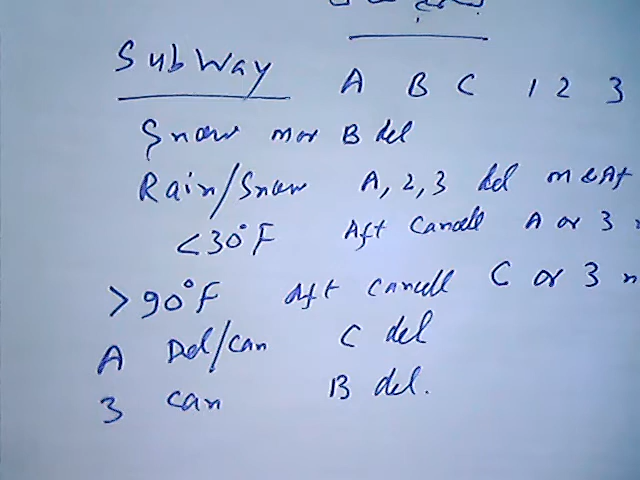 SubWay
A B C 1 2 3
Snow mor B del
Rain/Snow A, 2, 3 del m & Af
<30°F Aft Cancell A or 3
>90°F Aft Cancell C or 3 n
A Del/Can C del
3 Can B del.